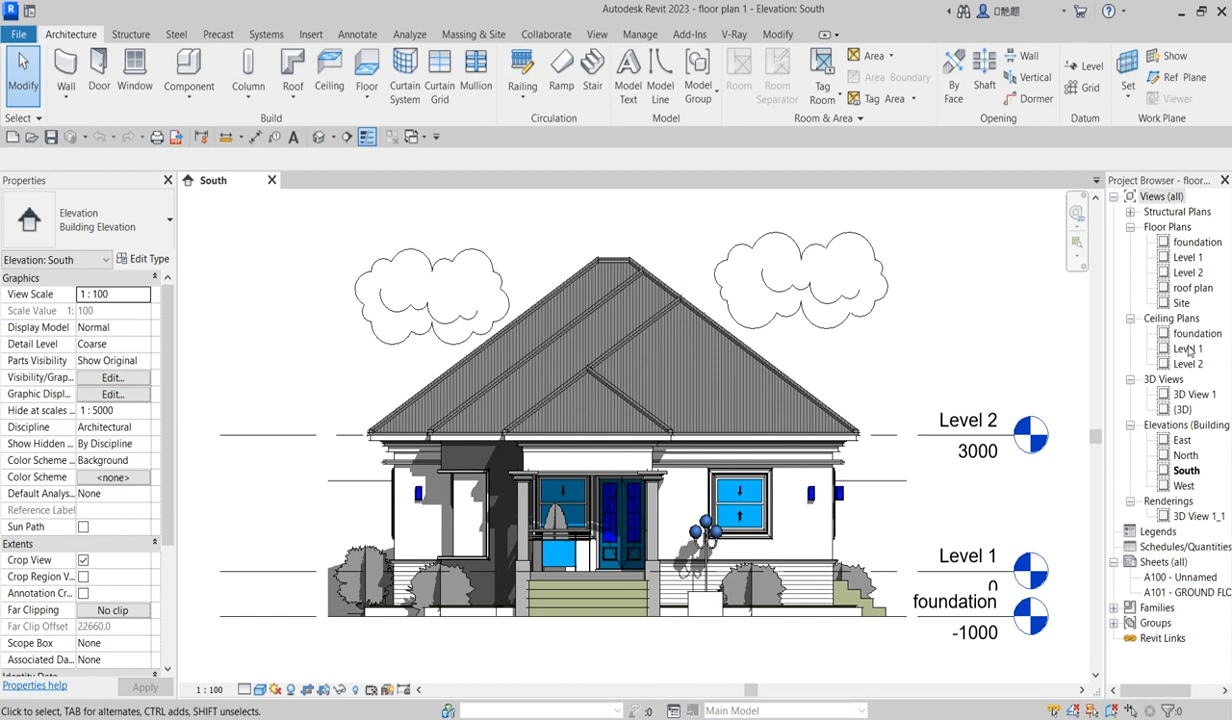 Autodesk Revit 2023 - floor plan 1 - Elevation: South
File Architecture Structure Steel Precast Systems Insert Annotate Analyze Massing & Site Collaborate View Manage Add-Ins V-Ray Modify
Modify
Wall
Door
Window
Component
Column
Roof
Ceiling
Floor
Curtain System
Curtain Grid
Mullion
Railing
Ramp
Stair
Model Text
Model Line
Model Group
Room
Room Separator
Tag Room
Area
Area Boundary
Tag Area
By Face
Shaft
Wall
Vertical
Dormer
Level
Grid
Set
Show
Ref Plane
Viewer
Select Build Circulation Model Room & Area Opening Datum Work Plane
Properties
South
Project Browser - floor...
Elevation
Building Elevation
Elevation: South Edit Type
Graphics
View Scale 1 : 100
Scale Value 1: 100
Display Model Normal
Detail Level Coarse
Parts Visibility Show Original
Visibility/Grap... Edit...
Graphic Displ... Edit...
Hide at scales ... 1 : 5000
Discipline Architectural
Show Hidden ... By Discipline
Color Scheme ... Background
Color Scheme <none>
Default Analys... None
Reference Label
Sun Path
Extents
Crop View
Crop Region V...
Annotation Cr...
Far Clipping No clip
Far Clip Offset 22660.0
Scope Box None
Associated Da... None
Properties help Apply
Level 2
3000
Level 1
0
foundation
-1000
Views (all)
Structural Plans
Floor Plans
foundation
Level 1
Level 2
roof plan
Site
Ceiling Plans
foundation
Level 1
Level 2
3D Views
3D View 1
{3D}
Elevations (Building
East
North
South
West
Renderings
3D View 1_1
Legends
Schedules/Quantities
Sheets (all)
A100 - Unnamed
A101 - GROUND FLO
Families
Groups
Revit Links
1 : 100
Click to select, TAB for alternates, CTRL adds, SHIFT unselects.
:0
Main Model
:0